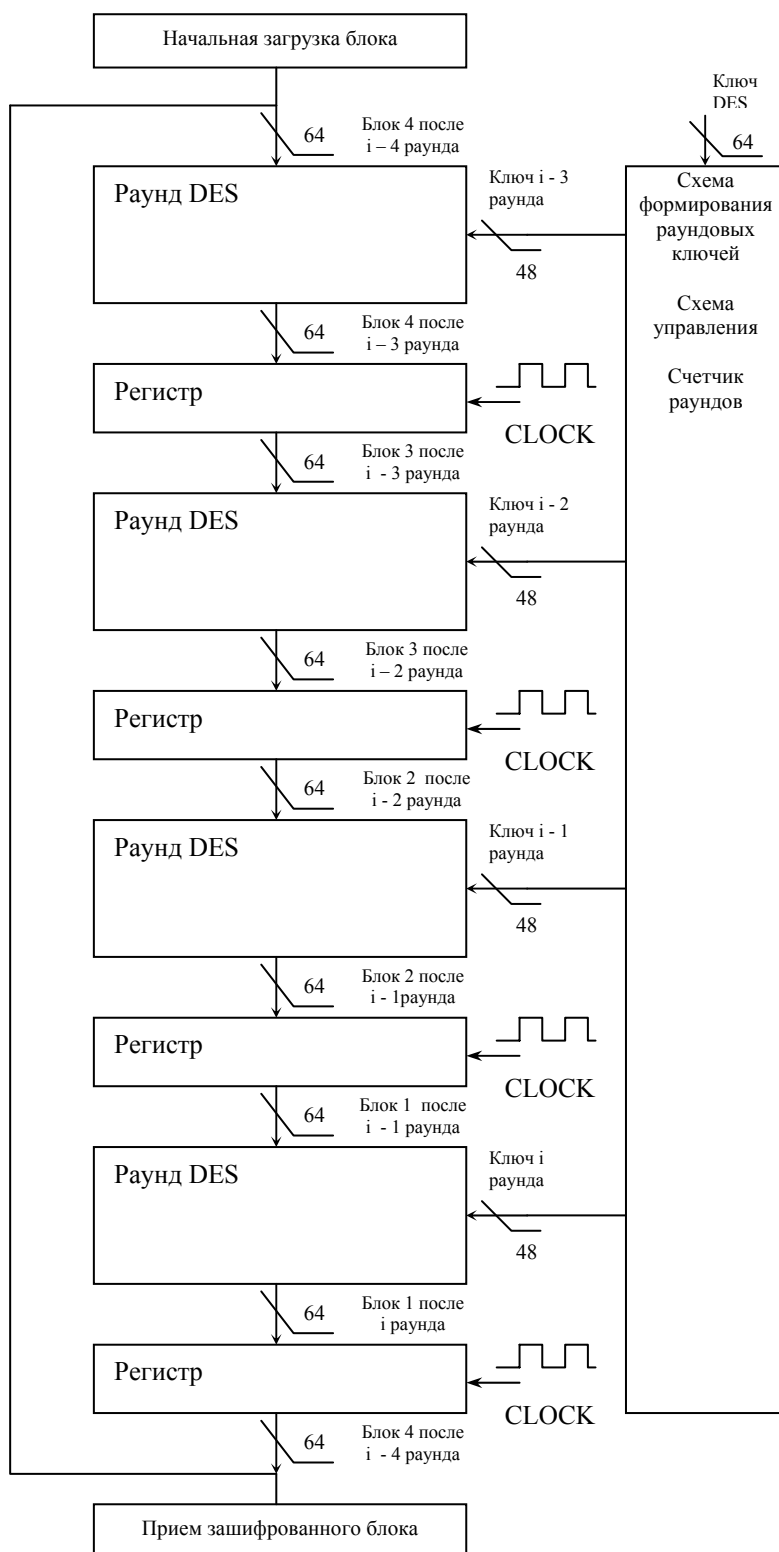 Начальная загрузка блока
Ключ
DES
64
64
Блок 4 после
i – 4 раунда
Раунд DES
Ключ i - 3
раунда
48
Схема
формирования
раундовых
ключей
Схема
управления
Счетчик
раундов
64
Блок 4 после
i – 3 раунда
Регистр
CLOCK
64
Блок 3 после
i - 3 раунда
Раунд DES
Ключ i - 2
раунда
48
64
Блок 3 после
i – 2 раунда
Регистр
CLOCK
64
Блок 2 после
i - 2 раунда
Раунд DES
Ключ i - 1
раунда
48
64
Блок 2 после
i - 1раунда
Регистр
CLOCK
64
Блок 1 после
i - 1 раунда
Раунд DES
Ключ i
раунда
48
64
Блок 1 после
i раунда
Регистр
CLOCK
64
Блок 4 после
i - 4 раунда
Прием зашифрованного блока